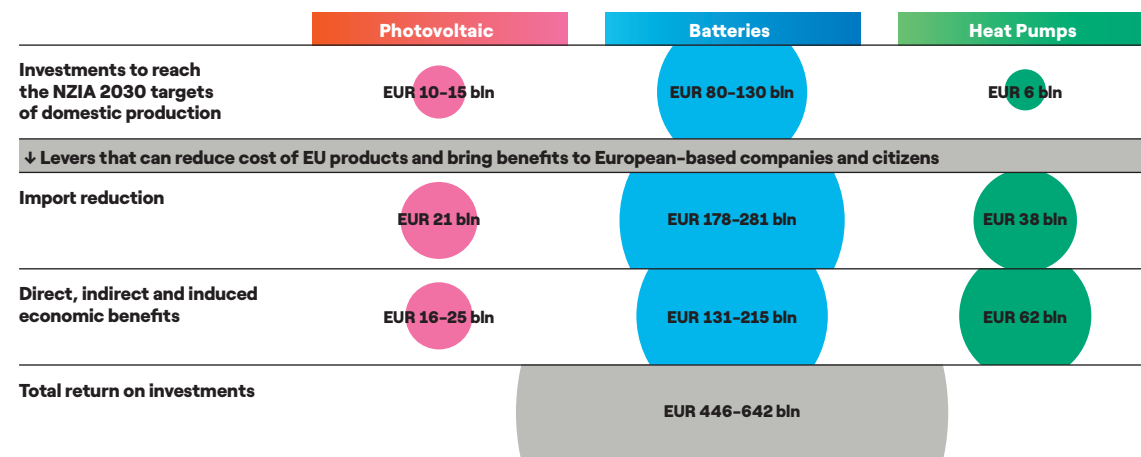 Photovoltaic Batteries Heat Pumps
Investments to reach
the NZIA 2030 targets
of domestic production
EUR 10–15 bln EUR 80–130 bln EUR 6 bln
↓ Levers that can reduce cost of EU products and bring benefits to European-based companies and citizens
Import reduction
EUR 21 bln EUR 178–281 bln EUR 38 bln
Direct, indirect and induced
economic benefits
EUR 16–25 bln EUR 131–215 bln EUR 62 bln
Total return on investments
EUR 446–642 bln